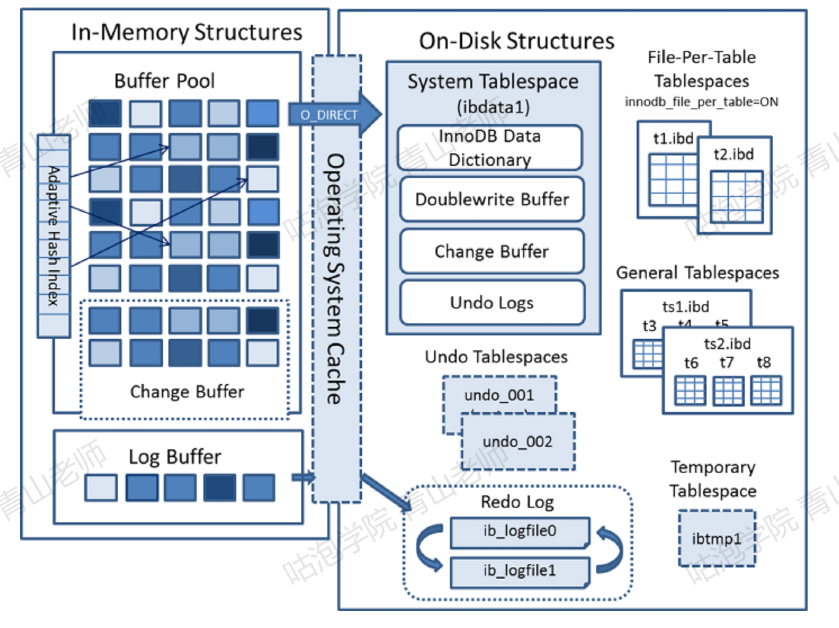 In-Memory Structures
Buffer Pool
Adaptive Hash Index
Change Buffer
Log Buffer
O_DIRECT
Operating System Cache
On-Disk Structures
System Tablespace
(ibdata1)
InnoDB Data
Dictionary
Doublewrite Buffer
Change Buffer
Undo Logs
File-Per-Table
Tablespaces
innodb_file_per_table=ON
t1.ibd
t2.ibd
General Tablespaces
ts1.ibd
t3 t4 t5
ts2.ibd
t6 t7 t8
Undo Tablespaces
undo_001
undo_002
Redo Log
ib_logfile0
ib_logfile1
Temporary
Tablespace
ibtmp1
青山老师
咕泡学院 青山老师
咕泡学院 青山
青山老师
咕泡学院 青山老师
咕泡学院 青山